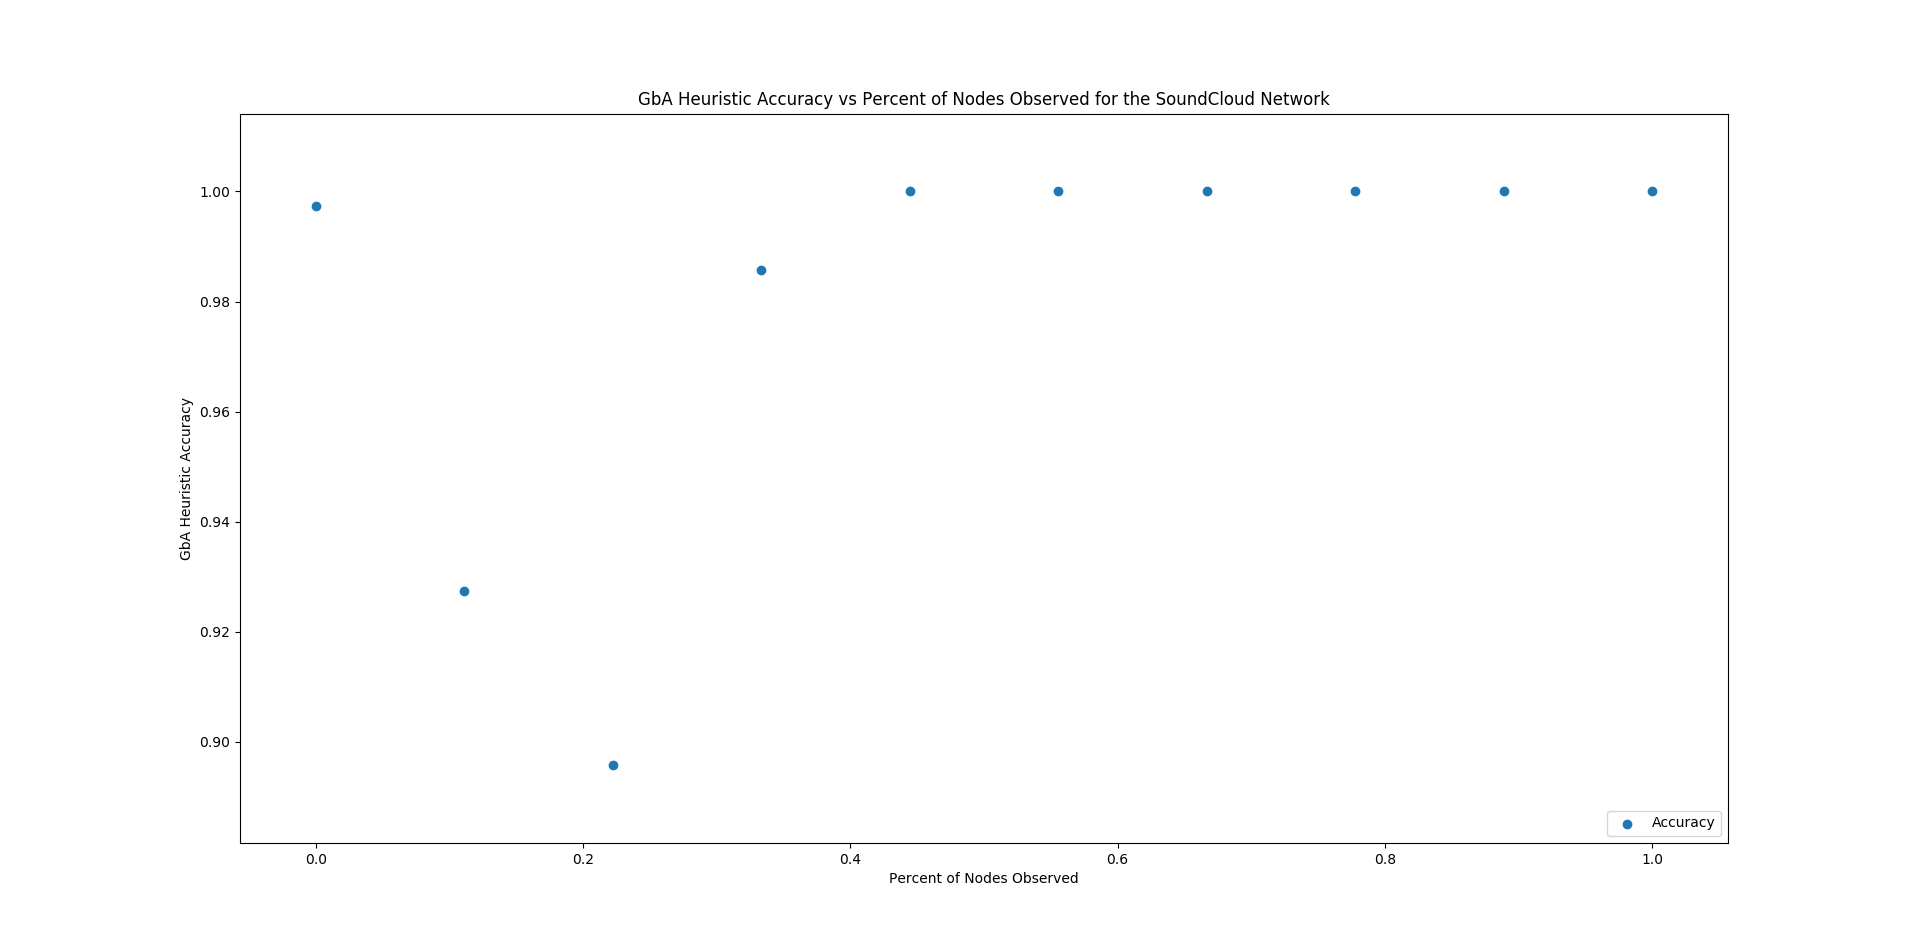 GbA Heuristic Accuracy vs Percent of Nodes Observed for the SoundCloud Network
GbA Heuristic Accuracy
1.00
0.98
0.96
0.94
0.92
0.90
Accuracy
0.0 0.2 0.4 0.6 0.8 1.0
Percent of Nodes Observed